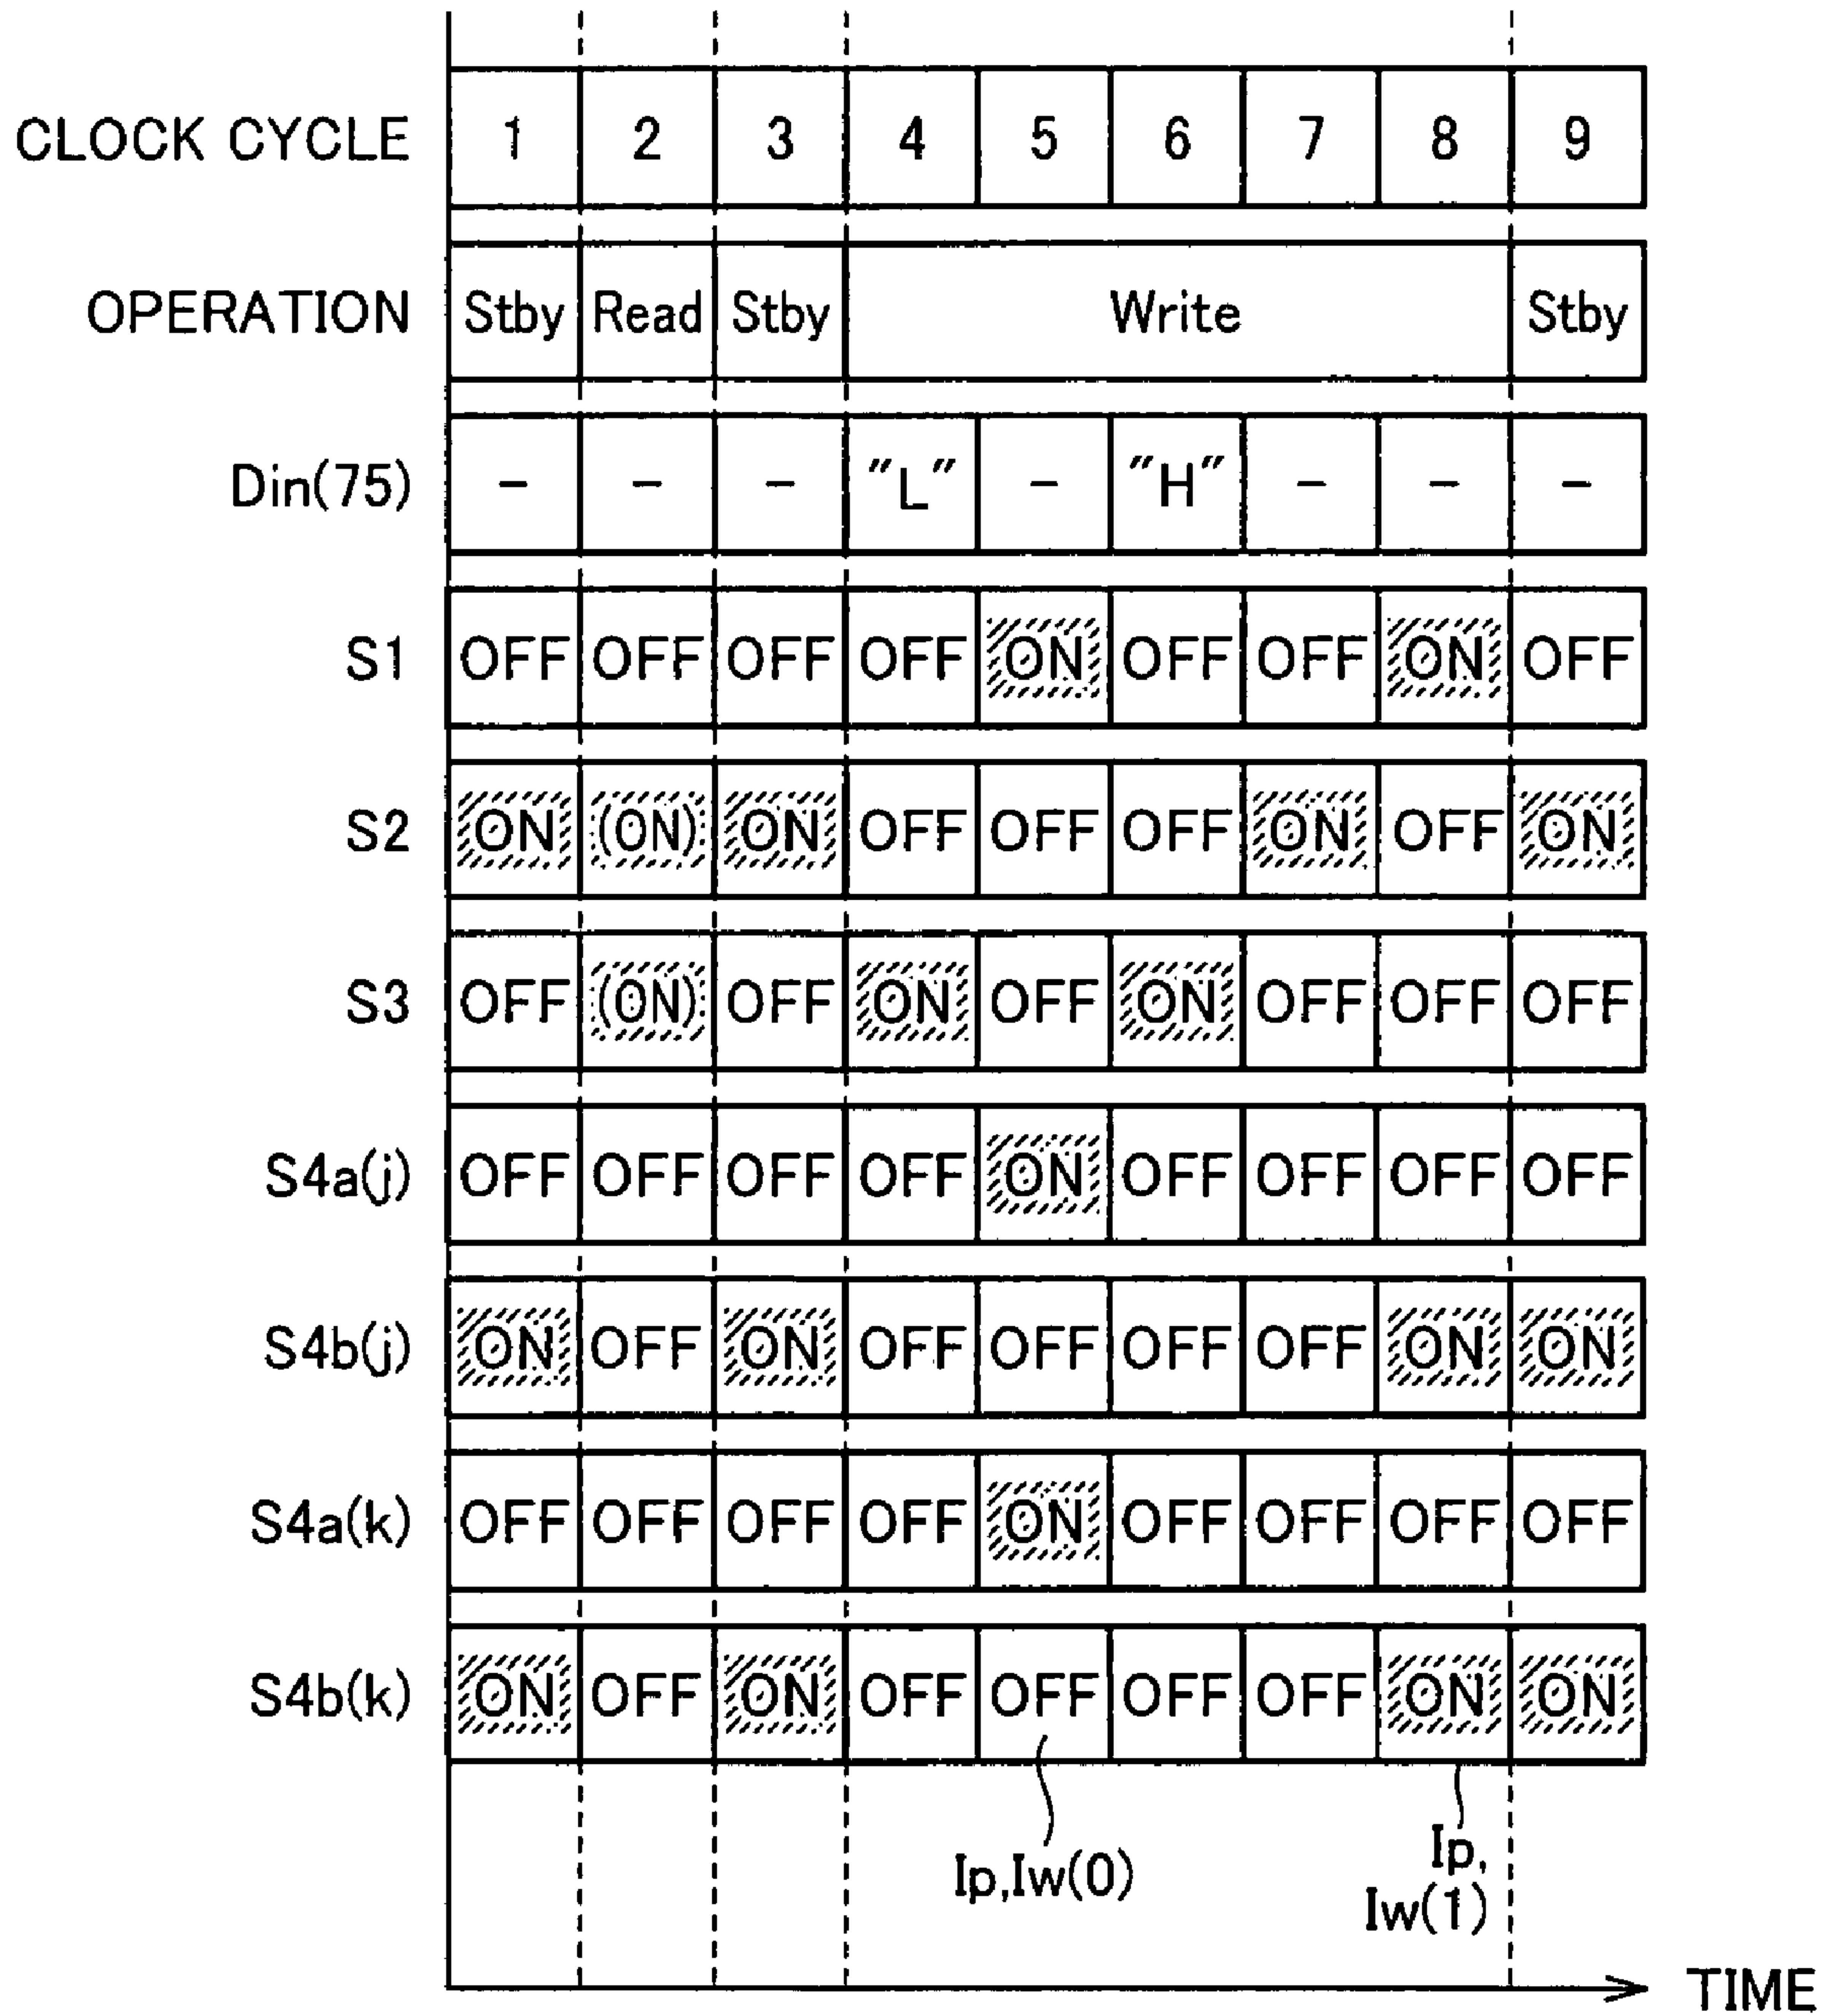 CLOCK CYCLE 1 2 3 4 5 6 7 8 9
OPERATION Stby Read Stby Write Stby
Din(75) - - - "L" - "H" - - -
S1 OFF OFF OFF OFF ON OFF OFF ON OFF
S2 ON (ON) ON OFF OFF OFF ON OFF ON
S3 OFF (ON) OFF ON OFF ON OFF OFF OFF
S4a(j) OFF OFF OFF OFF ON OFF OFF OFF OFF
S4b(j) ON OFF ON OFF OFF OFF OFF ON ON
S4a(k) OFF OFF OFF OFF ON OFF OFF OFF OFF
S4b(k) ON OFF ON OFF OFF OFF OFF ON ON
Ip,Iw(0)
Ip,
Iw(1)
TIME